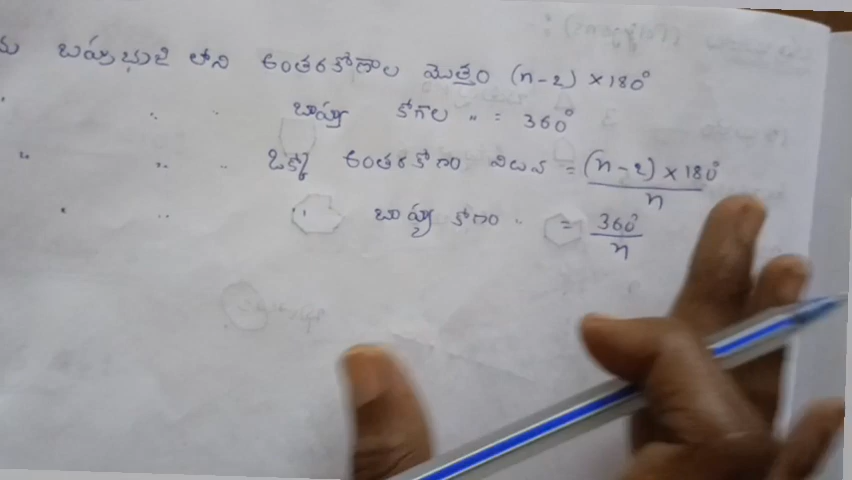 బహుభుజి లోని అంతరకోణాల మొత్తం (n-2) ×180°
" " బాహ్య కోణాల " = 360°
" " " ఒక్కో అంతరకోణం విలువ = (n-2) × 180° / n
" " బాహ్య కోణం " = 360° / n